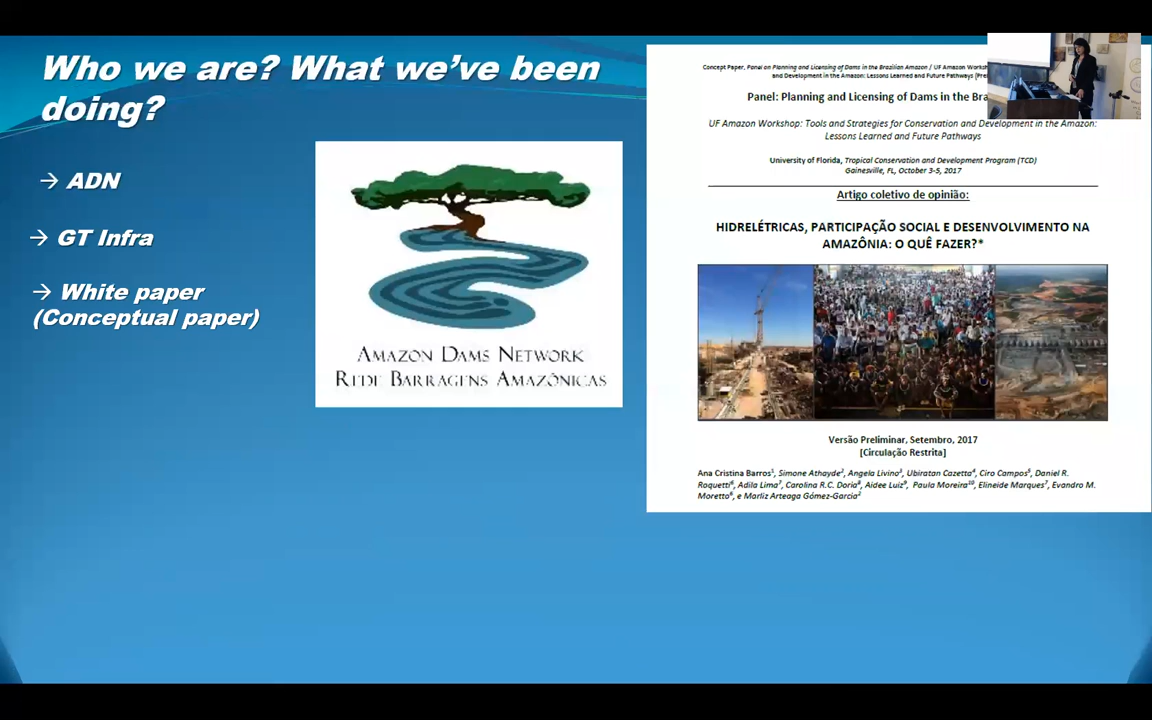 Who we are? What we've been
doing?
→ ADN
→ GT Infra
→ White paper
(Conceptual paper)
AMAZON DAMS NETWORK
REDE BARRAGENS AMAZÔNICAS
Concept Paper, Panel on Planning and Licensing of Dams in the Brazilian Amazon / UF Amazon
and Development in the Amazon: Lessons Learned and Future Pathways
Panel: Planning and Licensing of Dams in the
UF Amazon Workshop: Tools and Strategies for Conservation and Development in the Amazon:
Lessons Learned and Future Pathways
University of Florida, Tropical Conservation and Development Program (TCD)
Gainesville, FL, October 3-5, 2017
Artigo coletivo de opinião:
HIDRELÉTRICAS, PARTICIPAÇÃO SOCIAL E DESENVOLVIMENTO NA
AMAZÔNIA: O QUÊ FAZER?*
Versão Preliminar, Setembro, 2017
[Circulação Restrita]
Ana Cristina Barros¹, Simone Athayde², Angela Livino³, Ubiratan Cazetta⁴, Ciro Campos⁵, Daniel R.
Roquetti⁶, Adila Lima⁷, Carolina R.C. Doria⁸, Aidee Luiz⁹, Paula Moreira¹⁰, Elineide Marques⁷, Evandro M.
Moretto⁶, e Marliz Arteaga Gómez-García²